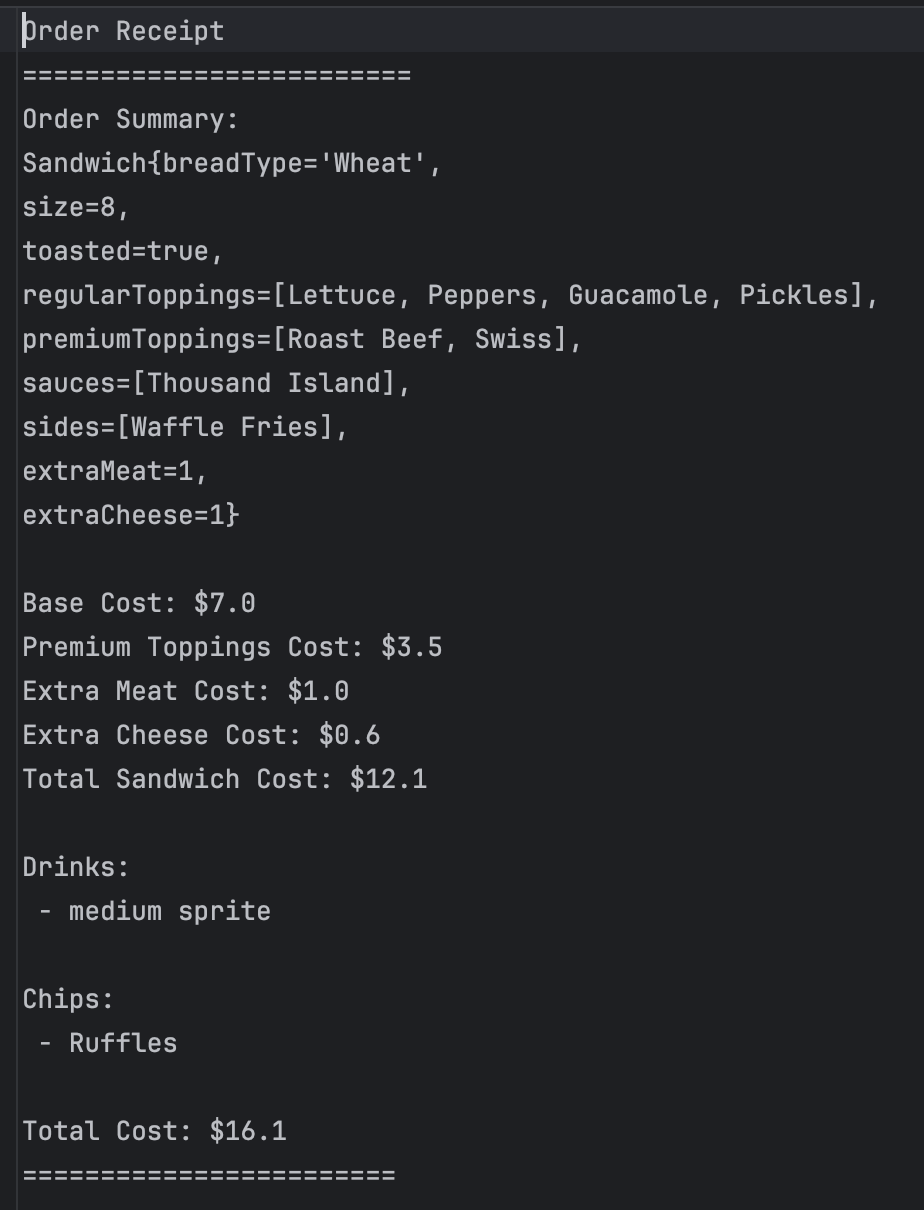 Order Receipt
=========================
Order Summary:
Sandwich{breadType='Wheat',
size=8,
toasted=true,
regularToppings=[Lettuce, Peppers, Guacamole, Pickles],
premiumToppings=[Roast Beef, Swiss],
sauces=[Thousand Island],
sides=[Waffle Fries],
extraMeat=1,
extraCheese=1}

Base Cost: $7.0
Premium Toppings Cost: $3.5
Extra Meat Cost: $1.0
Extra Cheese Cost: $0.6
Total Sandwich Cost: $12.1

Drinks:
 - medium sprite

Chips:
 - Ruffles

Total Cost: $16.1
========================